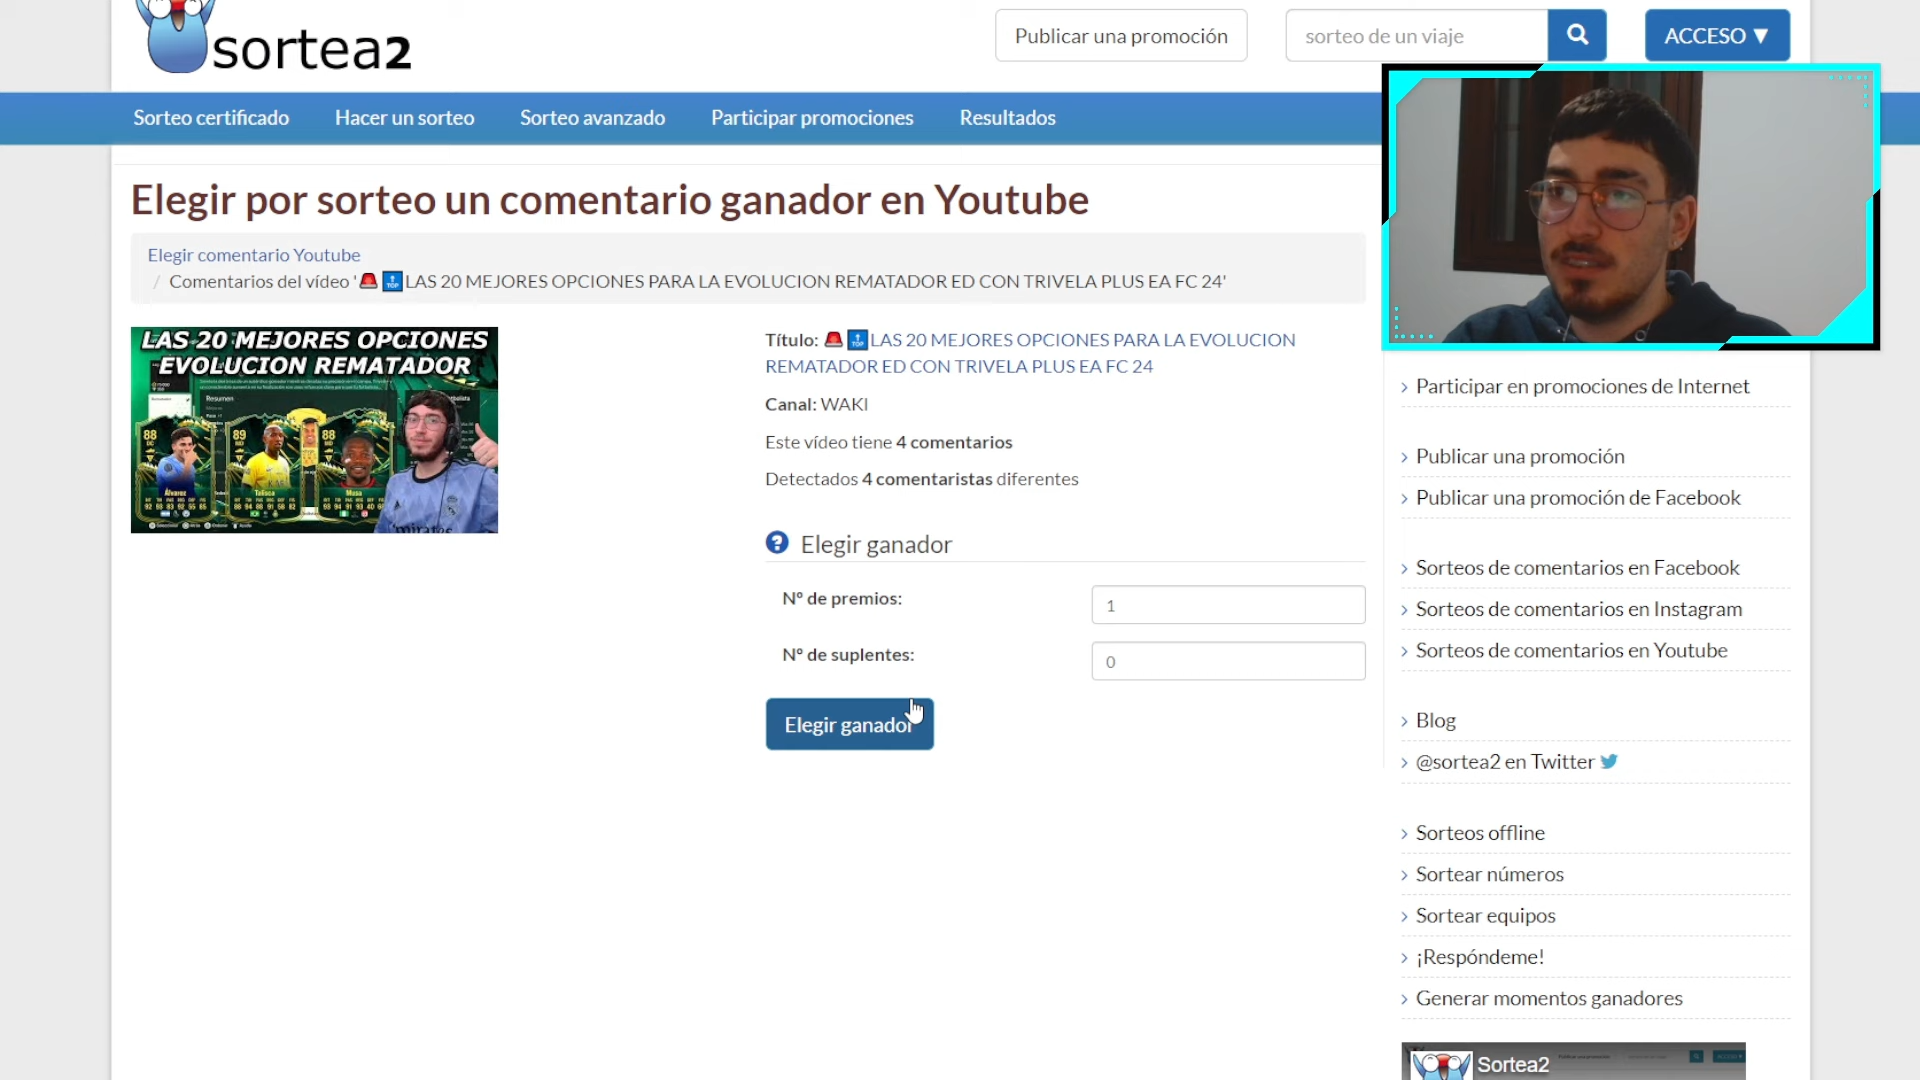 sortea2
Publicar una promoción
sorteo de un viaje
ACCESO ▼
Sorteo certificado
Hacer un sorteo
Sorteo avanzado
Participar promociones
Resultados
Elegir por sorteo un comentario ganador en Youtube
Elegir comentario Youtube
/ Comentarios del vídeo '🚨🔝LAS 20 MEJORES OPCIONES PARA LA EVOLUCION REMATADOR ED CON TRIVELA PLUS EA FC 24'
LAS 20 MEJORES OPCIONES
EVOLUCION REMATADOR
Resumen
88
89
88
Álvarez
Talisca
Musa
Título: 🚨🔝LAS 20 MEJORES OPCIONES PARA LA EVOLUCION
REMATADOR ED CON TRIVELA PLUS EA FC 24
Canal: WAKI
Este vídeo tiene 4 comentarios
Detectados 4 comentaristas diferentes
? Elegir ganador
Nº de premios:
1
Nº de suplentes:
0
Elegir ganador
> Participar en promociones de Internet
> Publicar una promoción
> Publicar una promoción de Facebook
> Sorteos de comentarios en Facebook
> Sorteos de comentarios en Instagram
> Sorteos de comentarios en Youtube
> Blog
> @sortea2 en Twitter
> Sorteos offline
> Sortear números
> Sortear equipos
> ¡Respóndeme!
> Generar momentos ganadores
Sortea2